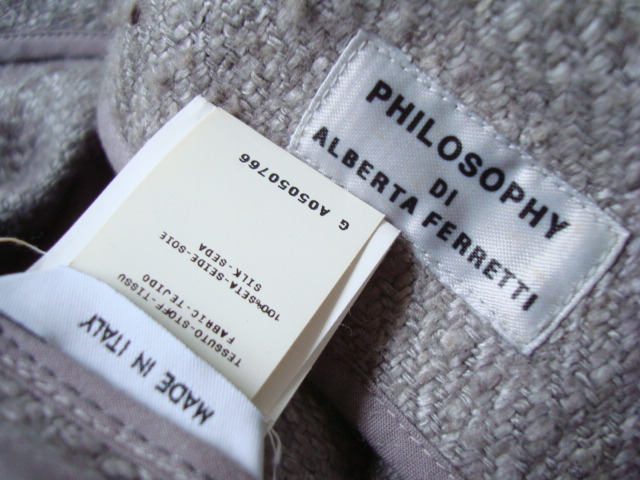 PHILOSOPHY
DI
ALBERTA FERRETTI
G A05050766
TESSUTO-STOFF-TISSU
FABRIC-TEJIDO
100%SETA-SEIDE-SOIE
SILK-SEDA
MADE IN ITALY